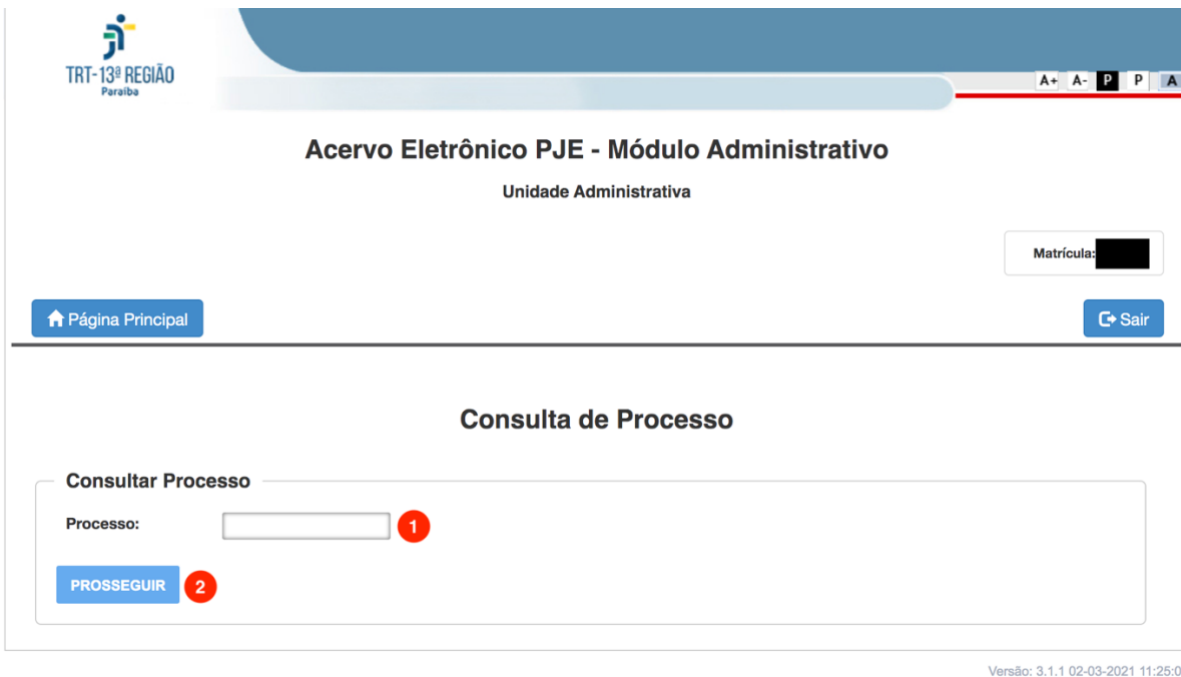 TRT-13ª REGIÃO
Paraíba
A+ A- P P A
Acervo Eletrônico PJE - Módulo Administrativo
Unidade Administrativa
Matrícula:
Página Principal
Sair
Consulta de Processo
Consultar Processo
Processo:
1
PROSSEGUIR
2
Versão: 3.1.1 02-03-2021 11:25:0